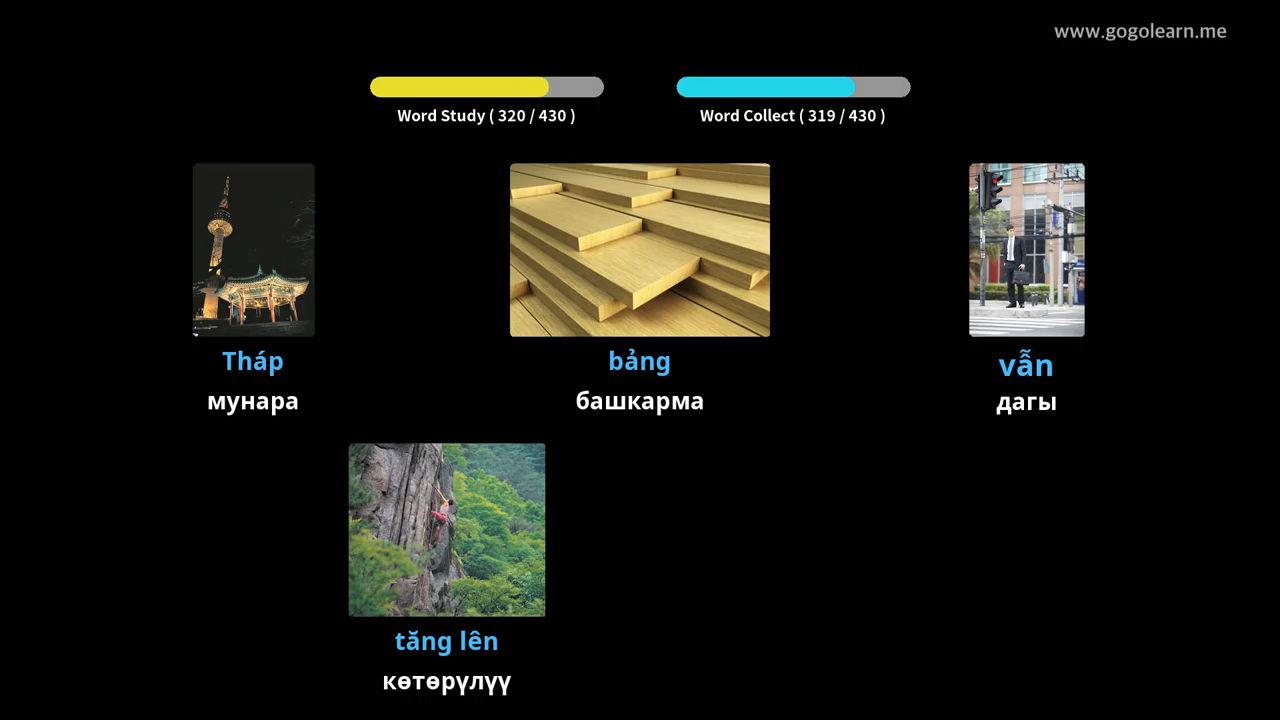 www.gogolearn.me
Word Study ( 320 / 430 )
Word Collect ( 319 / 430 )
Tháp
мунара
bảng
башкарма
vẫn
дагы
tăng lên
көтөрүлүү